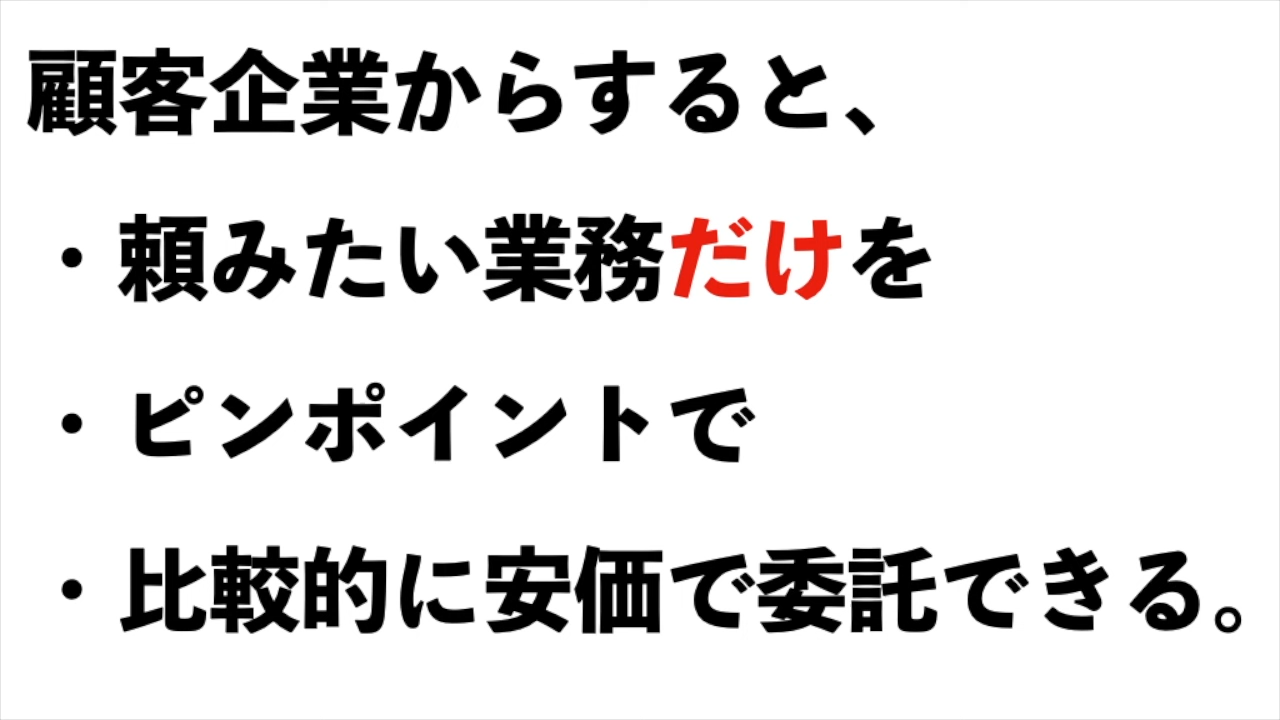 顧客企業からすると、
・頼みたい業務だけを
・ピンポイントで
・比較的に安価で委託できる。